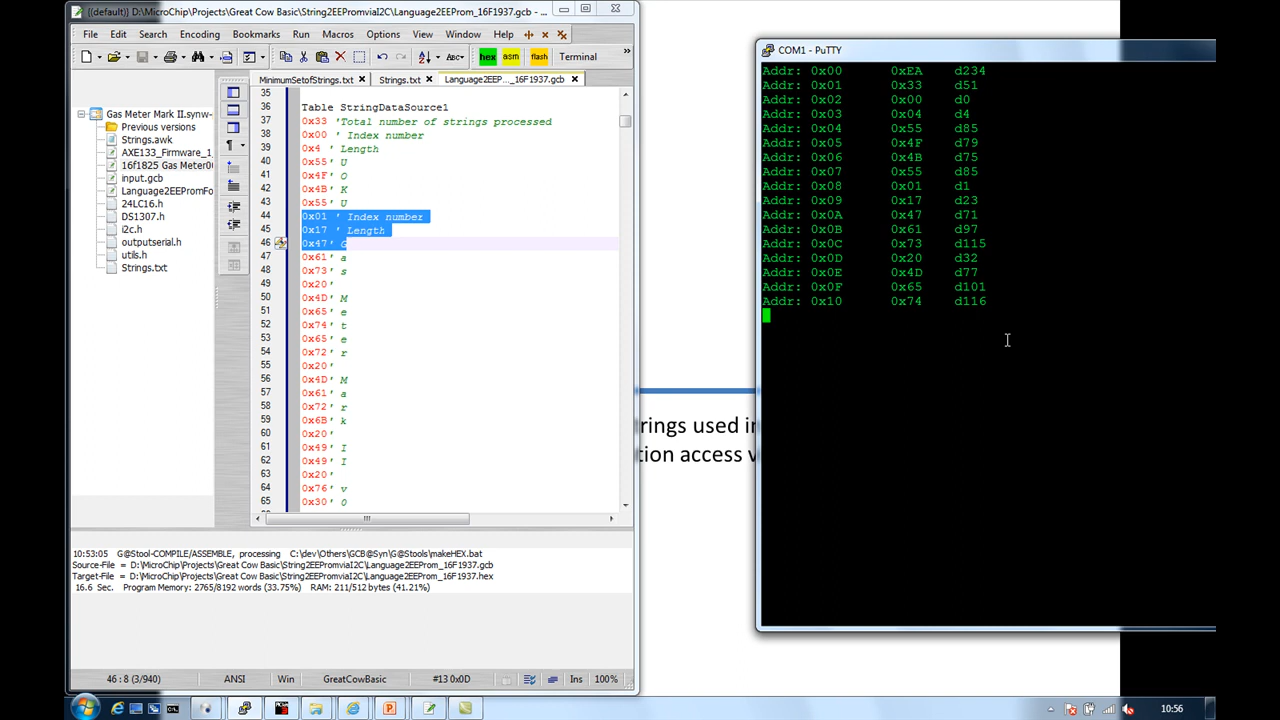 {(default)} D:\MicroChip\Projects\Great Cow Basic\String2EEPromviaI2C\Language2EEProm_16F1937.gcb - ...
File Edit Search Encoding Bookmarks Run Macros Options View Window Help
hex asm flash Terminal
MinimumSetofStrings.txt Strings.txt Language2EEP..._16F1937.gcb
Gas Meter Mark II.synw-
Previous versions
Strings.awk
AXE133_Firmware_1
16f1825 Gas Meter0
input.gcb
Language2EEPromFo
24LC16.h
DS1307.h
i2c.h
outputserial.h
utils.h
Strings.txt
35
36 Table StringDataSource1
37 0x33 'Total number of strings processed
38 0x00 ' Index number
39 0x4 ' Length
40 0x55' U
41 0x4F' O
42 0x4B' K
43 0x55' U
44 0x01 ' Index number
45 0x17 ' Length
46 0x47' G
47 0x61' a
48 0x73' s
49 0x20'
50 0x4D' M
51 0x65' e
52 0x74' t
53 0x65' e
54 0x72' r
55 0x20'
56 0x4D' M
57 0x61' a
58 0x72' r
59 0x6B' k
60 0x20'
61 0x49' I
62 0x49' I
63 0x20'
64 0x76' v
65 0x30' 0
10:53:05 G@Stool-COMPILE/ASSEMBLE, processing C:\dev\Others\GCB@Syn\G@Stools\makeHEX.bat
Source-File = D:\MicroChip\Projects\Great Cow Basic\String2EEPromviaI2C\Language2EEProm_16F1937.gcb
Target-File = D:\MicroChip\Projects\Great Cow Basic\String2EEPromviaI2C\Language2EEProm_16F1937.hex
16.6 Sec. Program Memory: 2765/8192 words (33.75%) RAM: 211/512 bytes (41.21%)
46 : 8 (3/940) ANSI Win GreatCowBasic #13 0x0D Ins 100%
rings used i
tion access v
COM1 - PuTTY
Addr: 0x00 0xEA d234
Addr: 0x01 0x33 d51
Addr: 0x02 0x00 d0
Addr: 0x03 0x04 d4
Addr: 0x04 0x55 d85
Addr: 0x05 0x4F d79
Addr: 0x06 0x4B d75
Addr: 0x07 0x55 d85
Addr: 0x08 0x01 d1
Addr: 0x09 0x17 d23
Addr: 0x0A 0x47 d71
Addr: 0x0B 0x61 d97
Addr: 0x0C 0x73 d115
Addr: 0x0D 0x20 d32
Addr: 0x0E 0x4D d77
Addr: 0x0F 0x65 d101
Addr: 0x10 0x74 d116
10:56